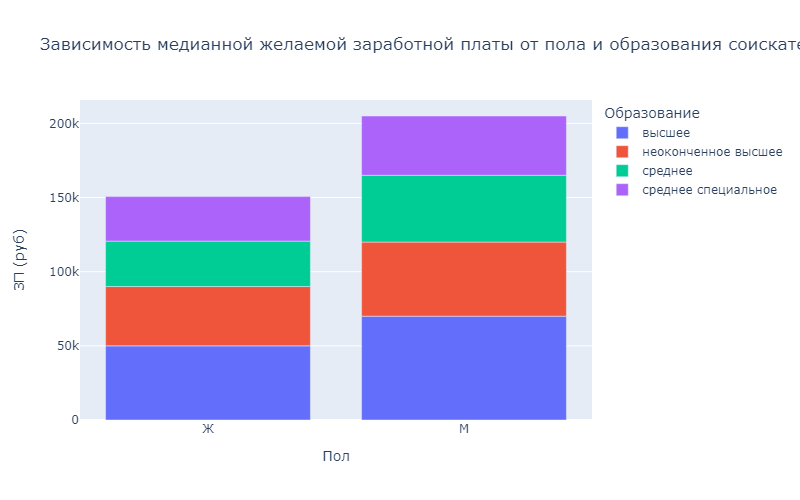 Зависимость медианной желаемой заработной платы от пола и образования
Образование
высшее
неоконченное высшее
среднее
среднее специальное
200k
150k
100k
50k
0
ЗП (руб)
Ж
М
Пол